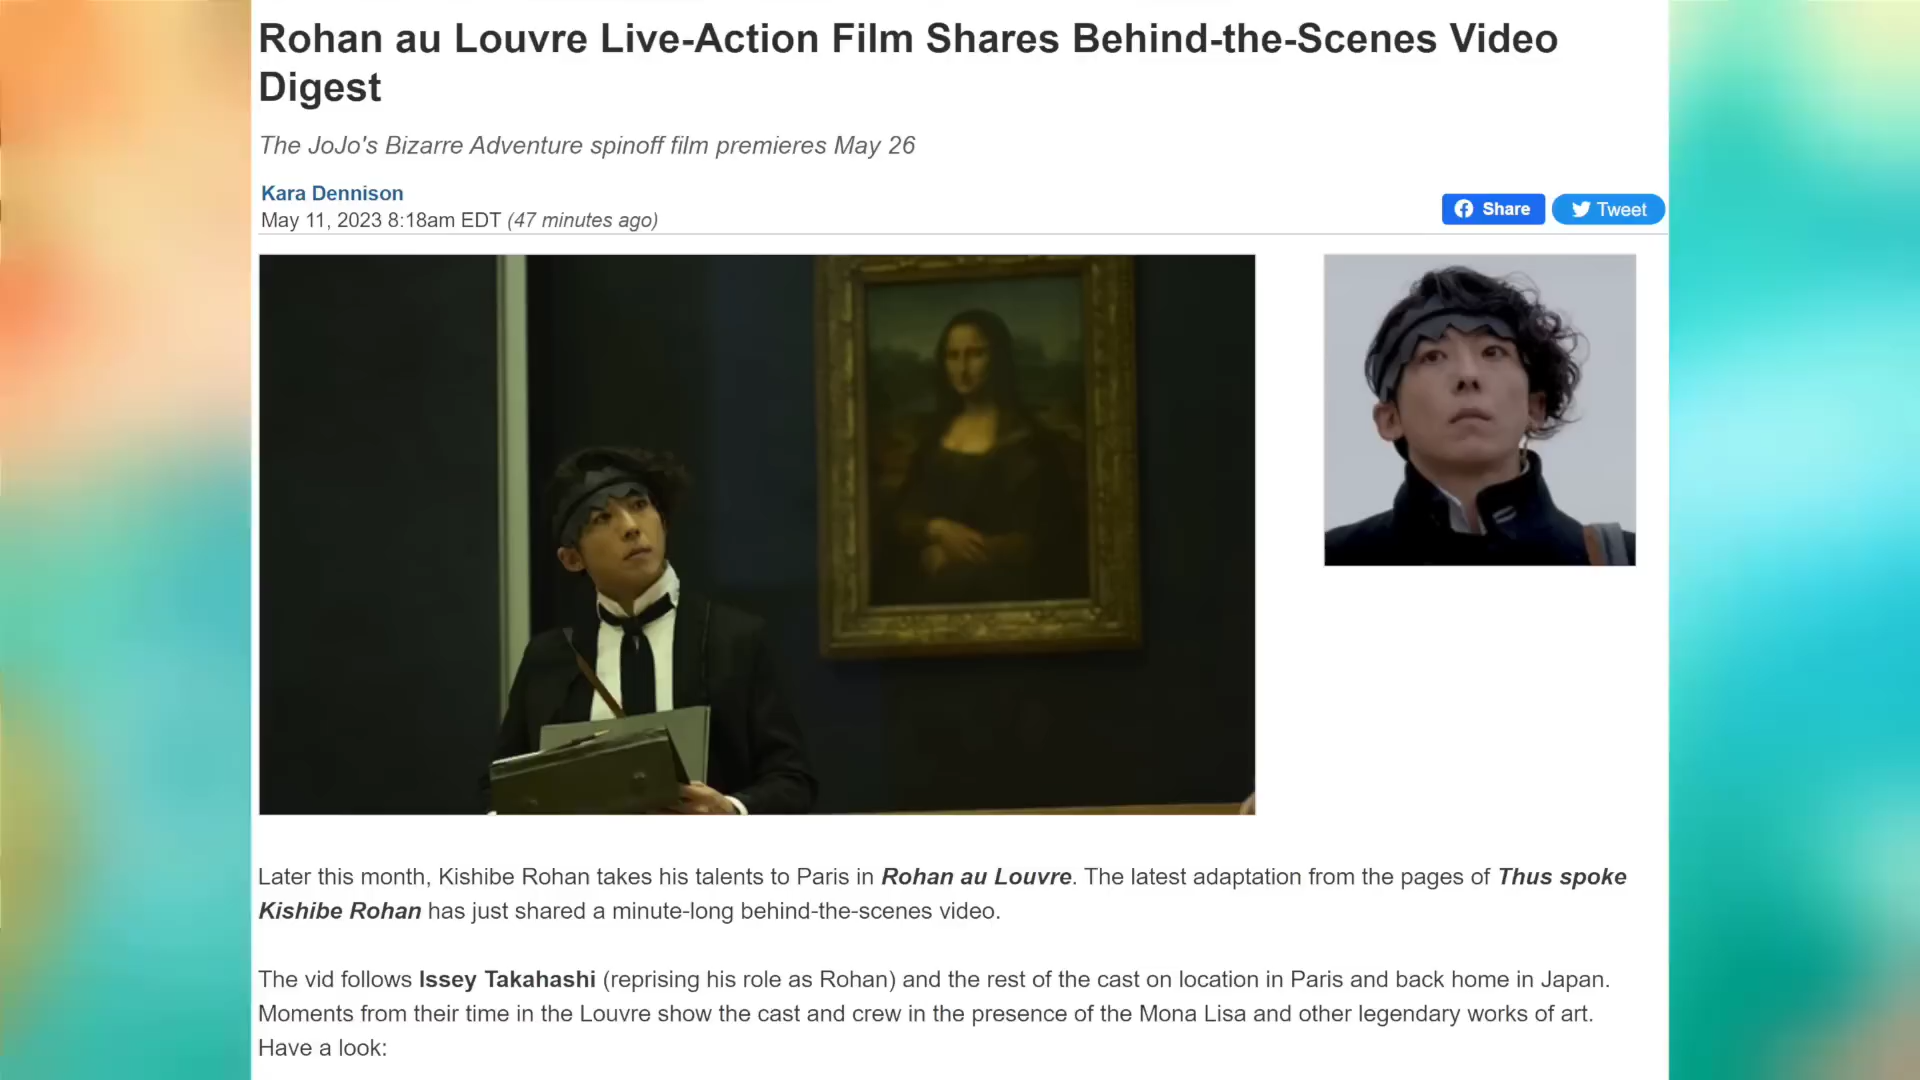 Rohan au Louvre Live-Action Film Shares Behind-the-Scenes Video
Digest
The JoJo's Bizarre Adventure spinoff film premieres May 26
Kara Dennison
May 11, 2023 8:18am EDT (47 minutes ago)
Share
Tweet
Later this month, Kishibe Rohan takes his talents to Paris in Rohan au Louvre. The latest adaptation from the pages of Thus spoke
Kishibe Rohan has just shared a minute-long behind-the-scenes video.
The vid follows Issey Takahashi (reprising his role as Rohan) and the rest of the cast on location in Paris and back home in Japan.
Moments from their time in the Louvre show the cast and crew in the presence of the Mona Lisa and other legendary works of art.
Have a look: